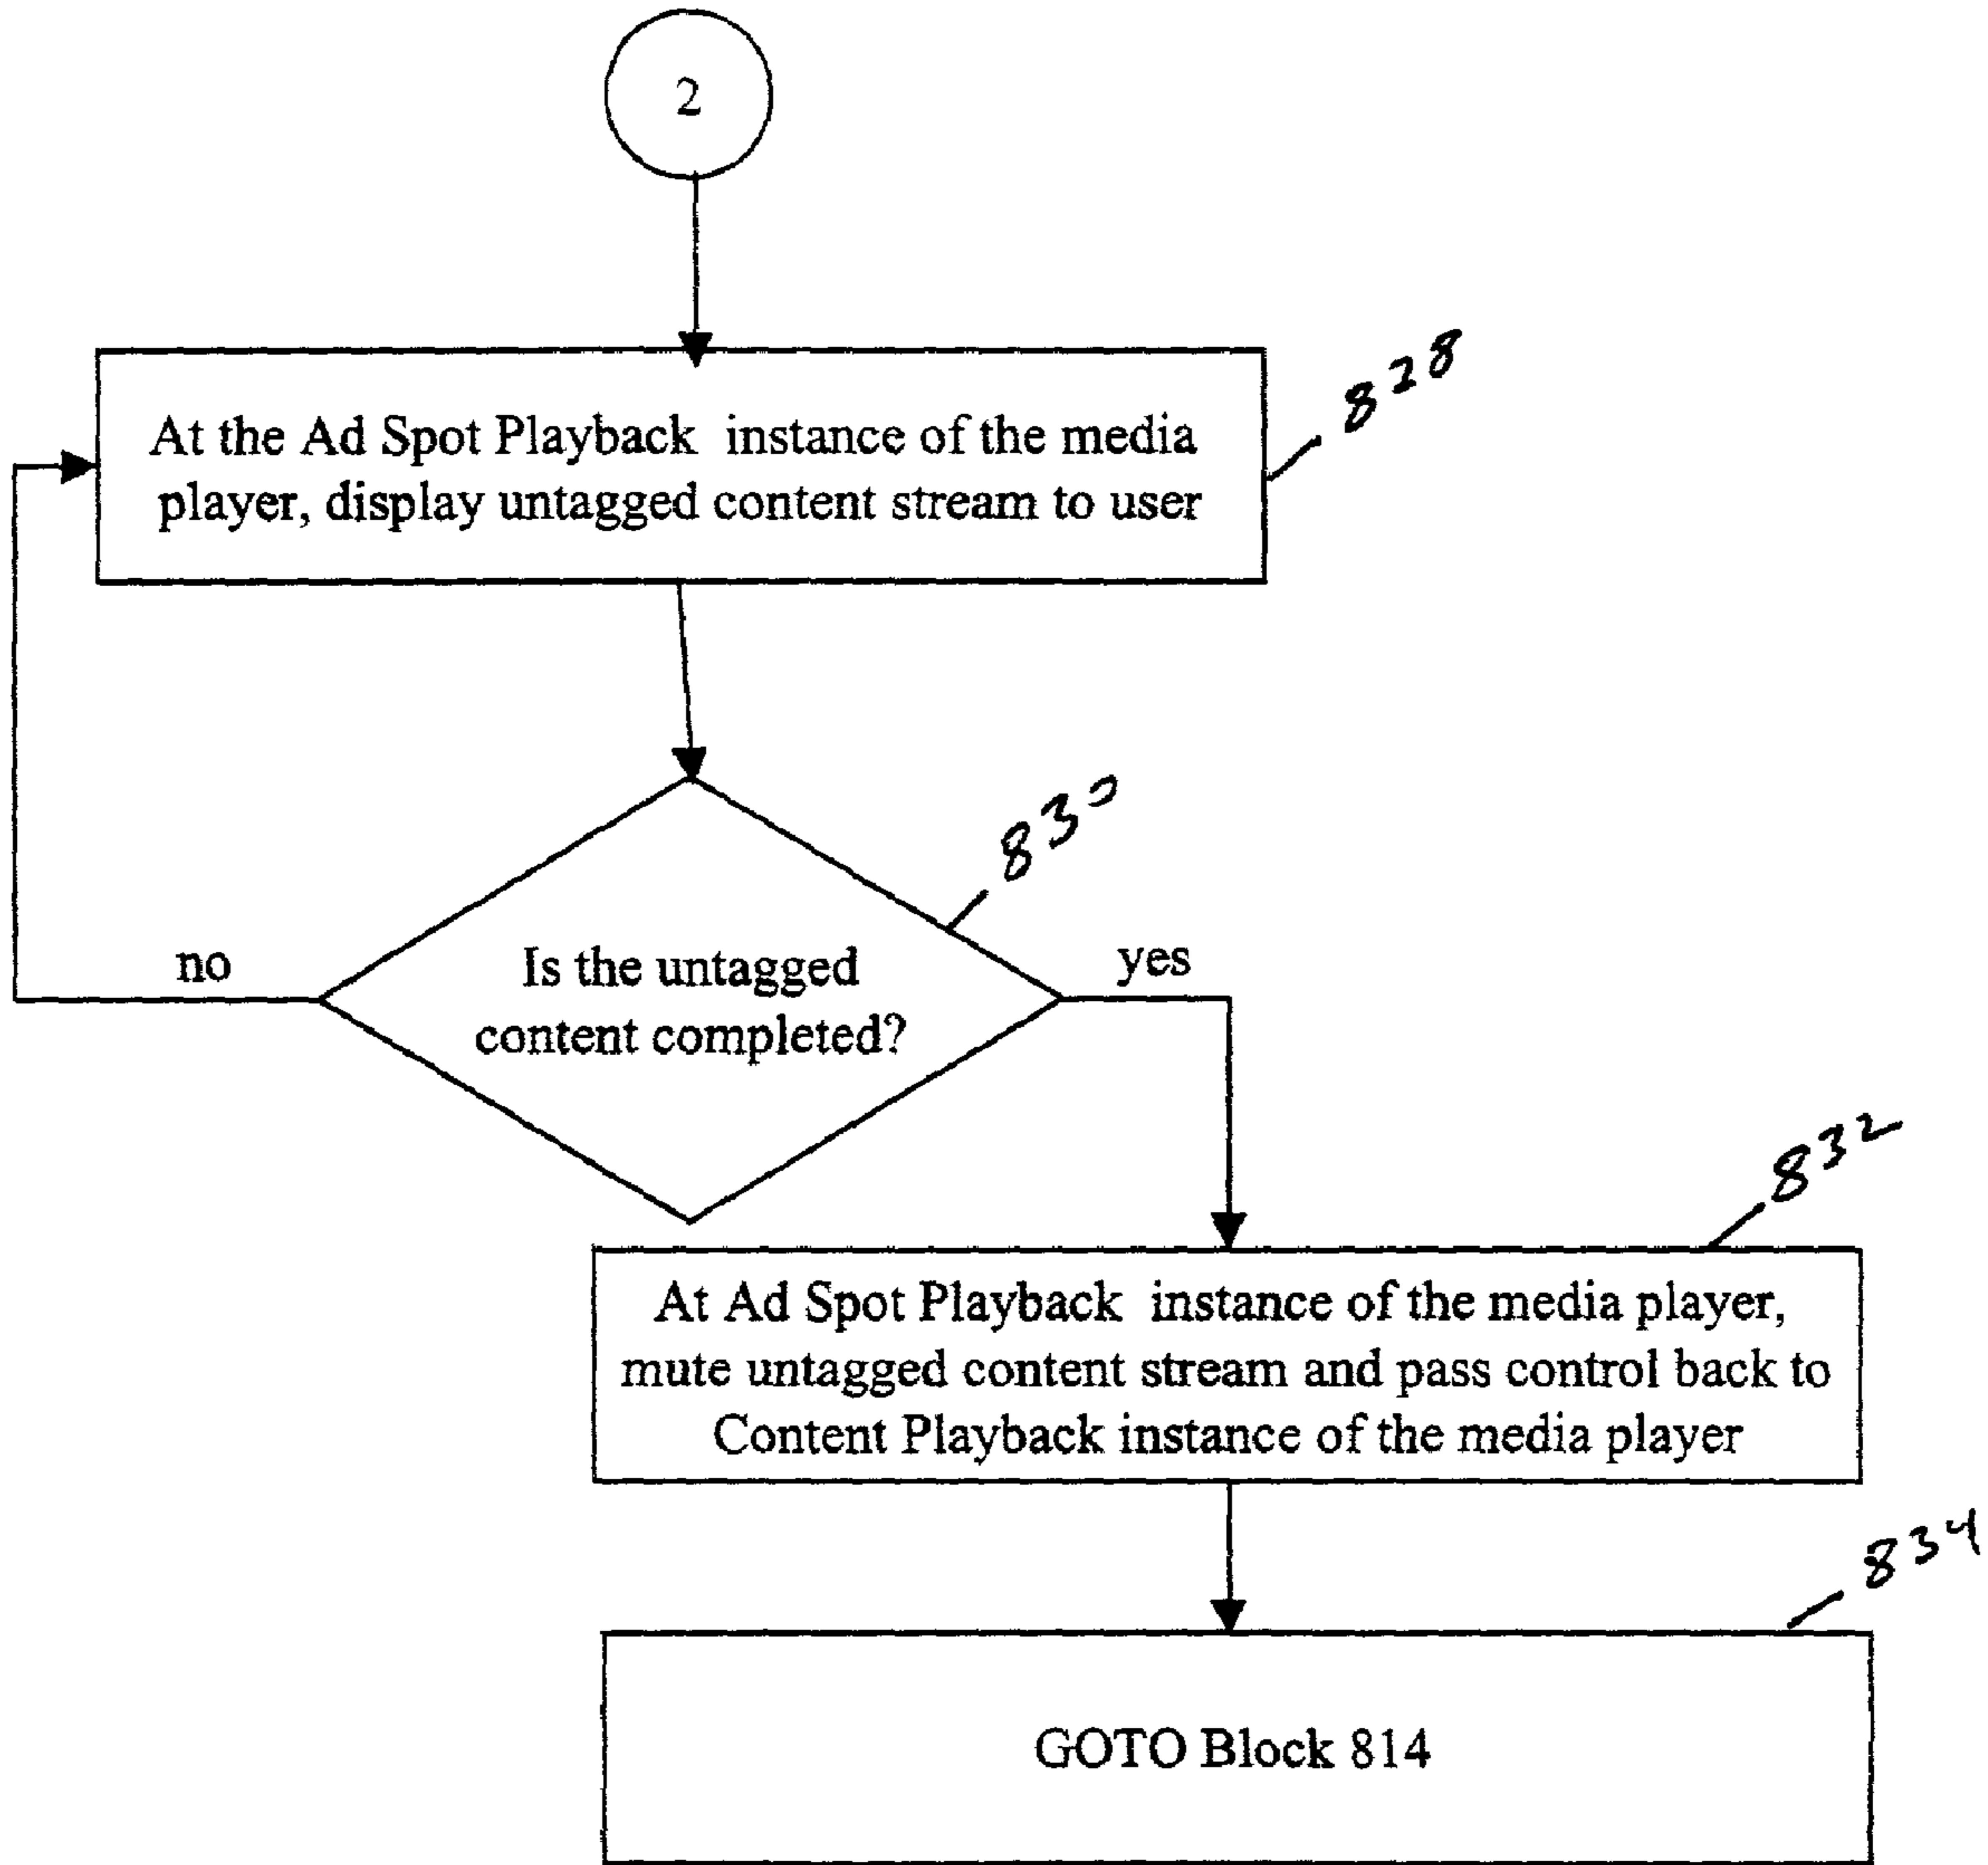 2
828
At the Ad Spot Playback instance of the media
player, display untagged content stream to user
830
no
Is the untagged
content completed?
yes
832
At Ad Spot Playback instance of the media player,
mute untagged content stream and pass control back to
Content Playback instance of the media player
834
GOTO Block 814